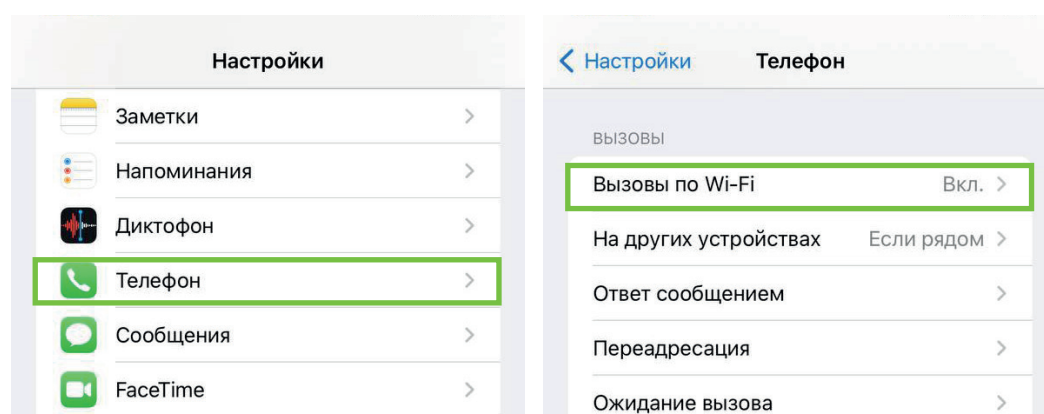 Настройки
Заметки
Напоминания
Диктофон
Телефон
Сообщения
FaceTime
Настройки Телефон
ВЫЗОВЫ
Вызовы по Wi-Fi Вкл.
На других устройствах Если рядом
Ответ сообщением
Переадресация
Ожидание вызова